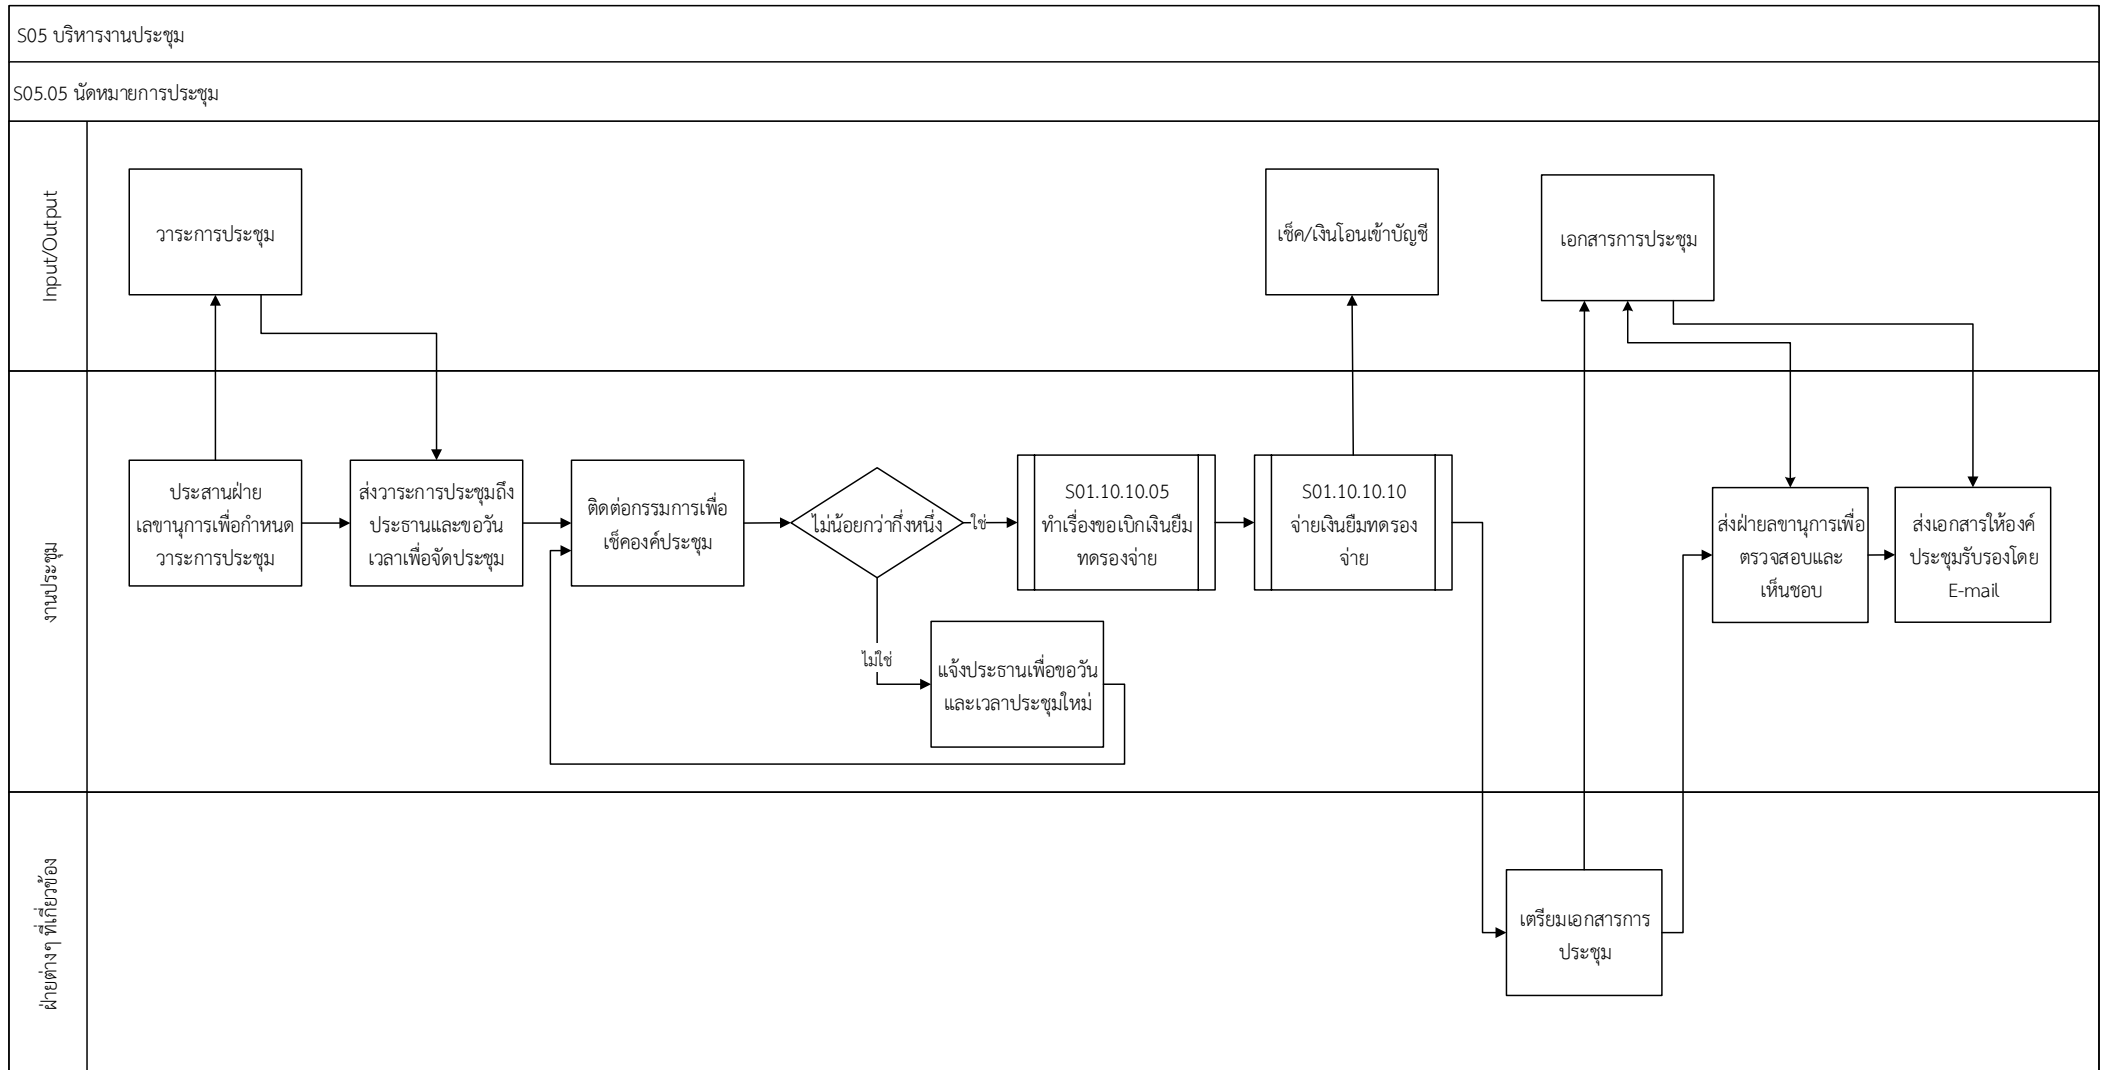 S05 บริหารงานประชุม
S05.05 นัดหมายการประชุม
Input/Output
วาระการประชุม
เช็ค/เงินโอนเข้าบัญชี
เอกสารการประชุม
งานประชุม
ประสานฝ่าย
เลขานุการเพื่อกำหนด
วาระการประชุม
ส่งวาระการประชุมถึง
ประธานและขอวัน
เวลาเพื่อจัดประชุม
ติดต่อกรรมการเพื่อ
เช็คองค์ประชุม
ไม่น้อยกว่ากึ่งหนึ่ง
ใช่
S01.10.10.05
ทำเรื่องขอเบิกเงินยืม
ทดรองจ่าย
S01.10.10.10
จ่ายเงินยืมทดรอง
จ่าย
ส่งฝ่ายลขานุการเพื่อ
ตรวจสอบและ
เห็นชอบ
ส่งเอกสารให้องค์
ประชุมรับรองโดย
E-mail
ไม่ใช่
แจ้งประธานเพื่อขอวัน
และเวลาประชุมใหม่
ฝ่ายต่างๆ ที่เกี่ยวข้อง
เตรียมเอกสารการ
ประชุม